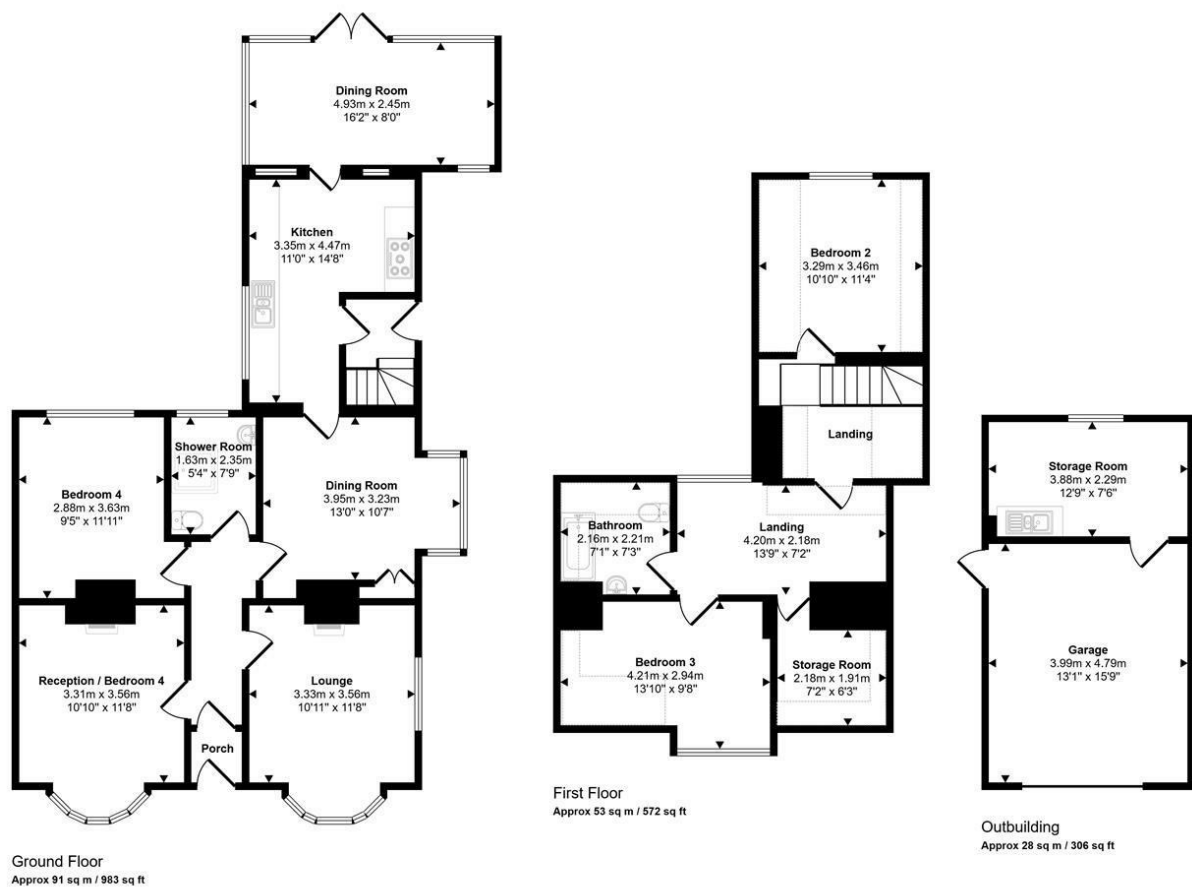 Dining Room
4.93m x 2.45m
16'2" x 8'0"
Kitchen
3.35m x 4.47m
11'0" x 14'8"
Shower Room
1.63m x 2.35m
5'4" x 7'9"
Bedroom 4
2.88m x 3.63m
9'5" x 11'11"
Dining Room
3.95m x 3.23m
13'0" x 10'7"
Reception / Bedroom 4
3.31m x 3.56m
10'10" x 11'8"
Lounge
3.33m x 3.56m
10'11" x 11'8"
Porch
Ground Floor
Approx 91 sq m / 983 sq ft
Bedroom 2
3.29m x 3.46m
10'10" x 11'4"
Landing
Bathroom
2.16m x 2.21m
7'1" x 7'3"
Landing
4.20m x 2.18m
13'9" x 7'2"
Bedroom 3
4.21m x 2.94m
13'10" x 9'8"
Storage Room
2.18m x 1.91m
7'2" x 6'3"
First Floor
Approx 53 sq m / 572 sq ft
Storage Room
3.88m x 2.29m
12'9" x 7'6"
Garage
3.99m x 4.79m
13'1" x 15'9"
Outbuilding
Approx 28 sq m / 306 sq ft